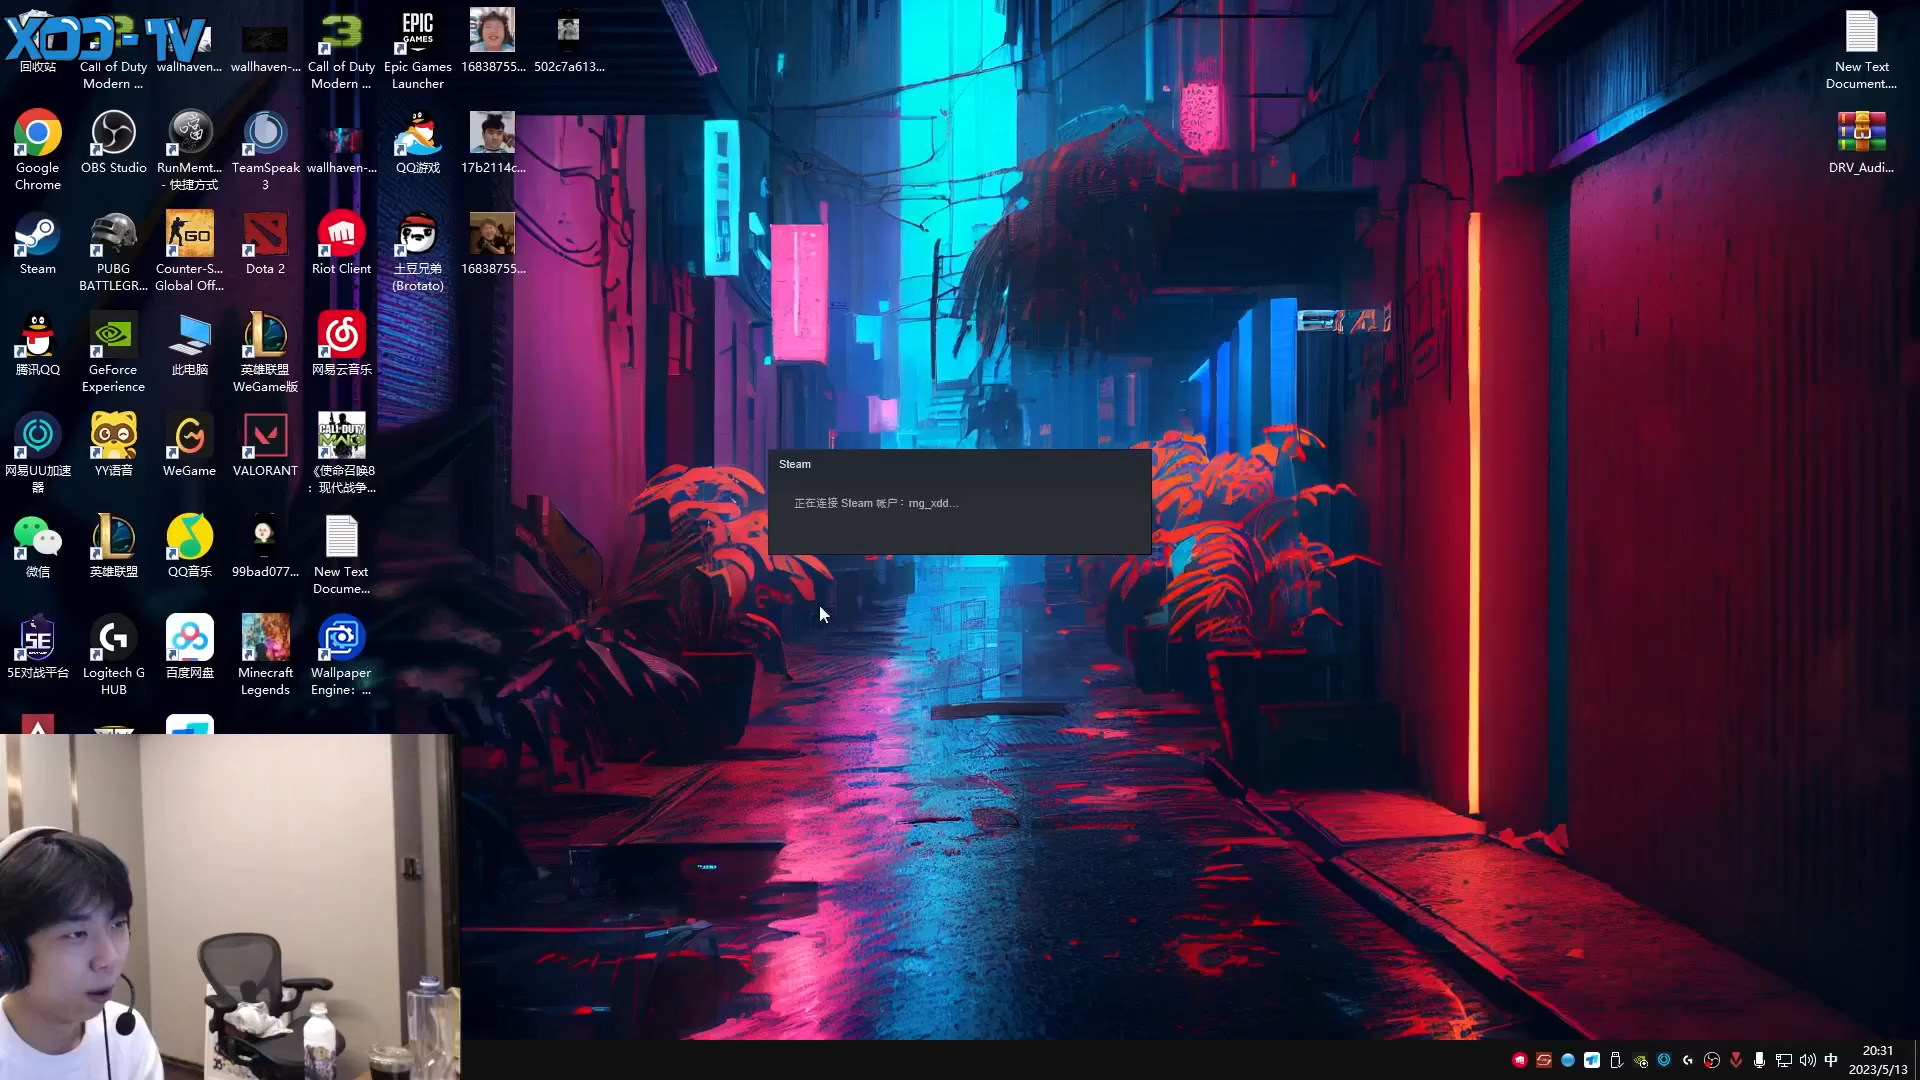 XDD-TV
回收站
Call of Duty
Modern ...
wallhaven...
wallhaven-...
Call of Duty
Modern ...
EPIC
GAMES
Epic Games
Launcher
16838755...
502c7a613...
New Text
Document....
Google
Chrome
OBS Studio
RunMemt...
- 快捷方式
TeamSpeak
3
wallhaven-...
QQ游戏
17b2114c...
DRV_Audi...
Steam
PUBG
BATTLEGR...
GO
Counter-S...
Global Off...
Dota 2
Riot Client
土豆兄弟
(Brotato)
16838755...
腾讯QQ
GeForce
Experience
此电脑
英雄联盟
WeGame版
网易云音乐
网易UU加速
器
YY语音
WeGame
VALORANT
CALL·DUTY
MW3
《使命召唤8
：现代战争...
Steam
正在连接 Steam 帐户：rng_xdd...
微信
英雄联盟
QQ音乐
99bad077...
New Text
Docume...
5E
5E对战平台
Logitech G
HUB
百度网盘
Minecraft
Legends
Wallpaper
Engine： ...
中
20:31
2023/5/13